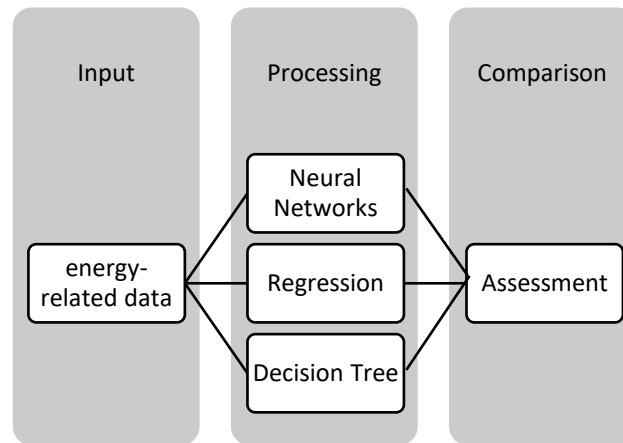 Input
Processing
Comparison
energy-
related data
Neural
Networks
Regression
Decision Tree
Assessment